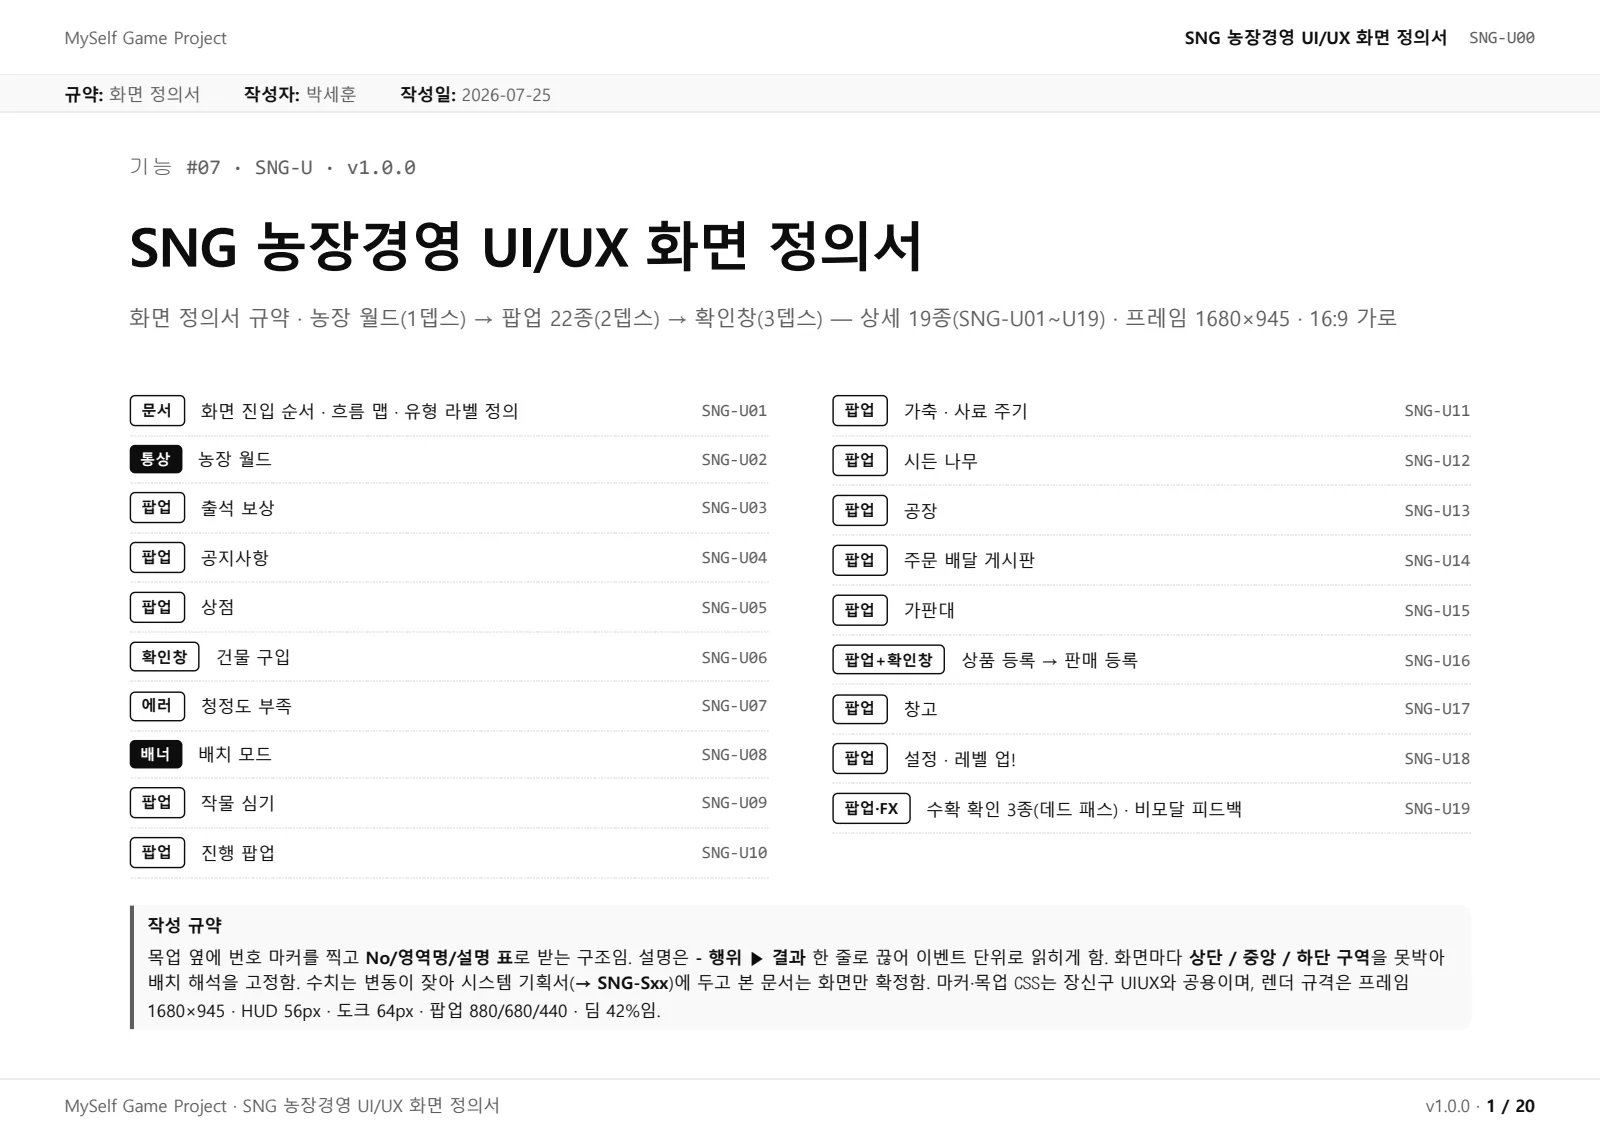 MySelf Game Project
SNG 농장경영 UI/UX 화면 정의서 SNG-U00
규약: 화면 정의서 작성자: 박세훈 작성일: 2026-07-25
기능 #07 · SNG-U · v1.0.0
SNG 농장경영 UI/UX 화면 정의서
화면 정의서 규약 · 농장 월드(1뎁스) → 팝업 22종(2뎁스) → 확인창(3뎁스) — 상세 19종(SNG-U01~U19) · 프레임 1680×945 · 16:9 가로
문서 화면 진입 순서 · 흐름 맵 · 유형 라벨 정의 SNG-U01
통상 농장 월드 SNG-U02
팝업 출석 보상 SNG-U03
팝업 공지사항 SNG-U04
팝업 상점 SNG-U05
확인창 건물 구입 SNG-U06
에러 청정도 부족 SNG-U07
배너 배치 모드 SNG-U08
팝업 작물 심기 SNG-U09
팝업 진행 팝업 SNG-U10
팝업 가축 · 사료 주기 SNG-U11
팝업 시든 나무 SNG-U12
팝업 공장 SNG-U13
팝업 주문 배달 게시판 SNG-U14
팝업 가판대 SNG-U15
팝업+확인창 상품 등록 → 판매 등록 SNG-U16
팝업 창고 SNG-U17
팝업 설정 · 레벨 업! SNG-U18
팝업·FX 수확 확인 3종(데드 패스) · 비모달 피드백 SNG-U19
작성 규약
목업 옆에 번호 마커를 찍고 No/영역명/설명 표로 받는 구조임. 설명은 - 행위 ▶ 결과 한 줄로 끊어 이벤트 단위로 읽히게 함. 화면마다 상단 / 중앙 / 하단 구역을 못박아
배치 해석을 고정함. 수치는 변동이 잦아 시스템 기획서(→ SNG-Sxx)에 두고 본 문서는 화면만 확정함. 마커·목업 CSS는 장신구 UIUX와 공용이며, 렌더 규격은 프레임
1680×945 · HUD 56px · 도크 64px · 팝업 880/680/440 · 딤 42%임.
MySelf Game Project · SNG 농장경영 UI/UX 화면 정의서
v1.0.0 · 1 / 20